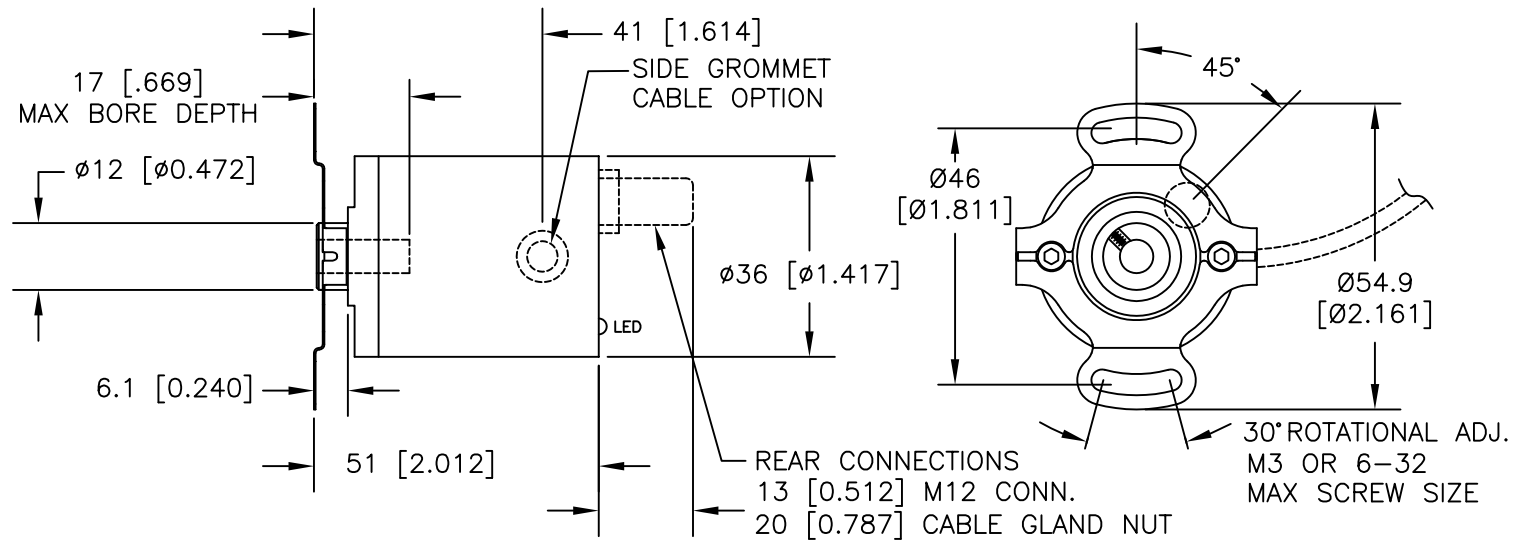 41 [1.614]
SIDE GROMMET
CABLE OPTION
17 [.669]
MAX BORE DEPTH
ø12 [ø0.472]
ø36 [ø1.417]
LED
6.1 [0.240]
51 [2.012]
REAR CONNECTIONS
13 [0.512] M12 CONN.
20 [0.787] CABLE GLAND NUT
45°
Ø46
[Ø1.811]
Ø54.9
[Ø2.161]
30° ROTATIONAL ADJ.
M3 OR 6-32
MAX SCREW SIZE